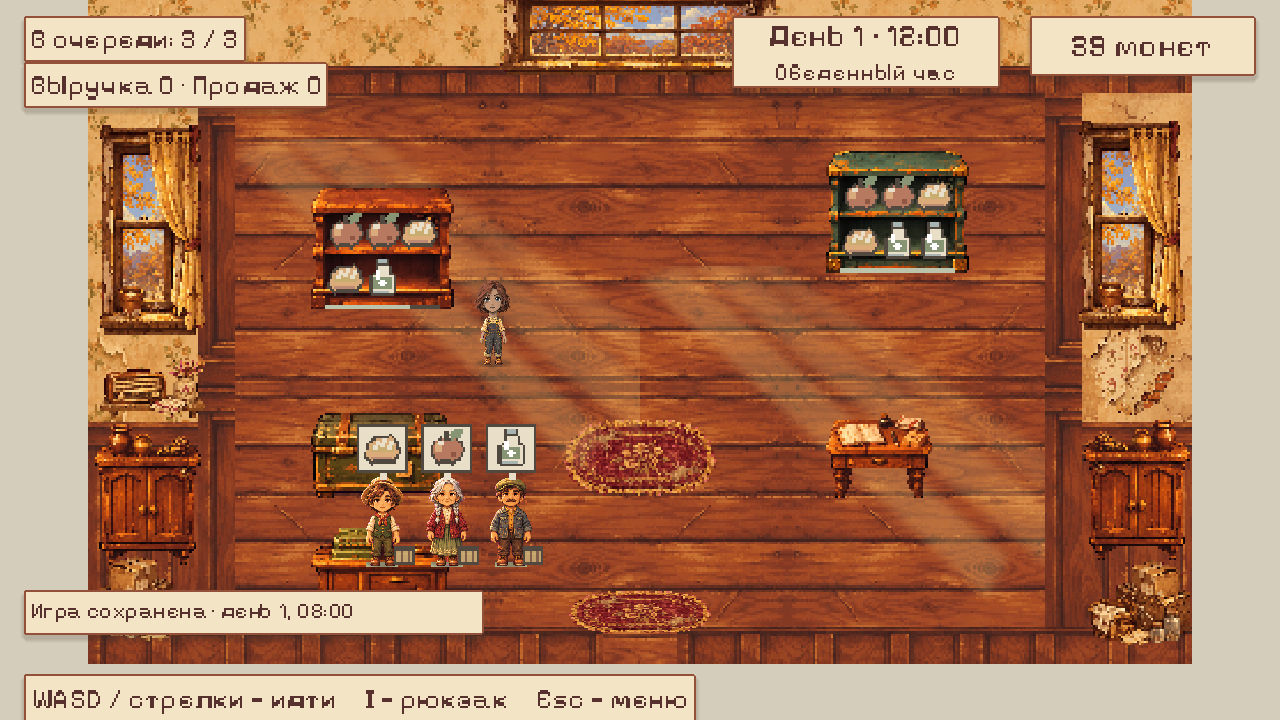 В очереди: 3 / 3
Выручка 0 · Продаж 0
День 1 · 12:00
Обеденный час
39 монет
Игра сохранена · день 1, 08:00
WASD / стрелки – идти I – рюкзак Esc – меню